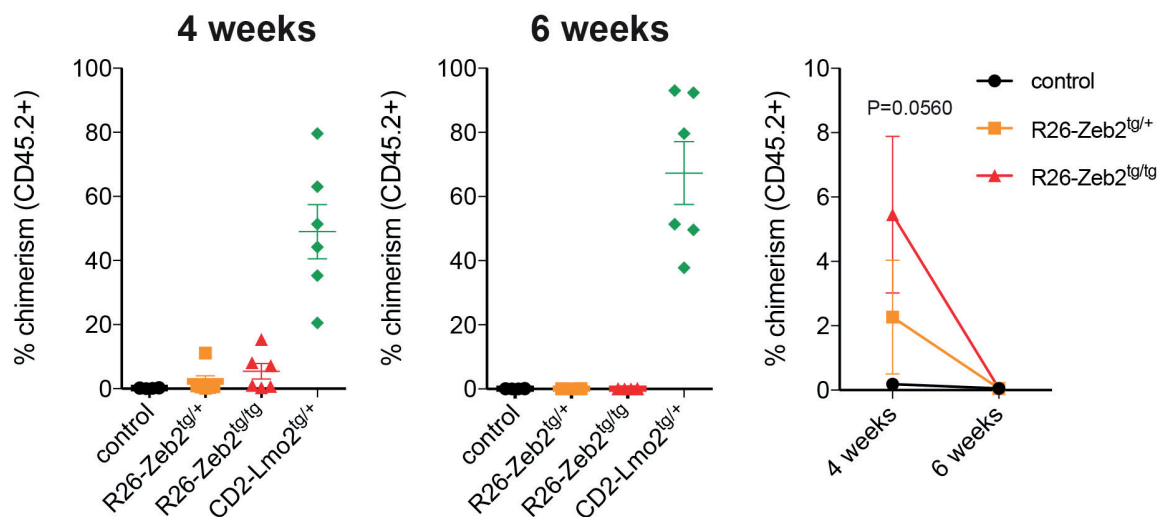 4 weeks
% chimerism (CD45.2+)
100
80
60
40
20
0
control
R26-Zeb2tg/+
R26-Zeb2tg/tg
CD2-Lmo2tg/+
6 weeks
% chimerism (CD45.2+)
100
80
60
40
20
0
control
R26-Zeb2tg/+
R26-Zeb2tg/tg
CD2-Lmo2tg/+
% chimerism (CD45.2+)
10
8
6
4
2
0
P=0.0560
4 weeks
6 weeks
control
R26-Zeb2tg/+
R26-Zeb2tg/tg